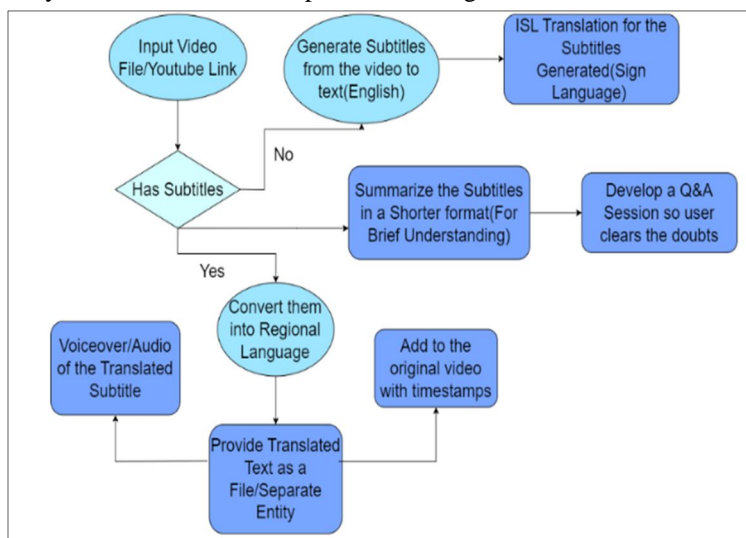 Input Video
File/Youtube Link
Generate Subtitles
from the video to
text(English)
ISL Translation for the
Subtitles
Generated(Sign
Language)
No
Has Subtitles
Summarize the Subtitles
in a Shorter format(For
Brief Understanding)
Develop a Q&A
Session so user
clears the doubts
Yes
Convert them
into Regional
Language
Voiceover/Audio
of the Translated
Subtitle
Add to the
original video
with timestamps
Provide Translated
Text as a
File/Separate
Entity